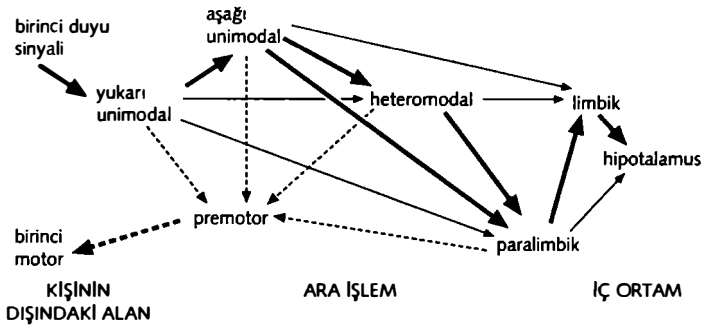 birinci duyu
sinyali
aşağı
unimodal
yukarı
unimodal
heteromodal
limbik
hipotalamus
premotor
paralimbik
birinci
motor
KİŞİNİN
DIŞINDAKİ ALAN
ARA İŞLEM
İÇ ORTAM